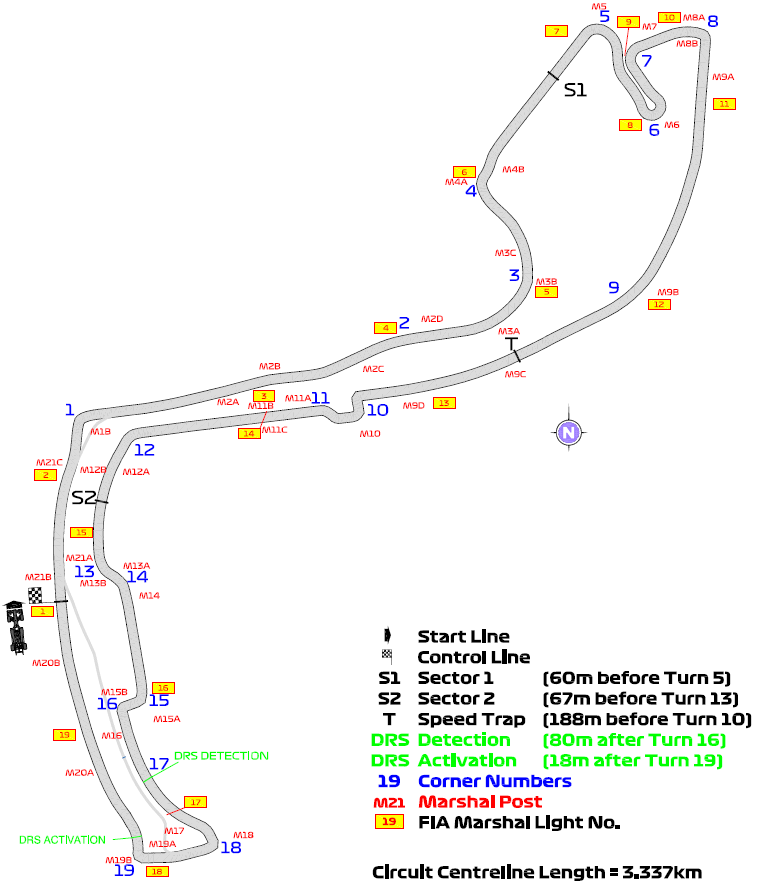 M5
5
9
10
M8A
7
M7
8
M8B
7
M9A
S1
11
8
6
M6
6
M4B
M4A
4
M3C
3
M3B
5
9
M9B
12
M2D
4
2
M3A
T
M2B
M2C
M9C
3
M2A
M11A
11
M11B
10
M9D
13
1
M1B
14
M11C
M10
N
12
M21C
2
M12B
M12A
S2
15
M21A
M13A
13
14
M21B
M13B
M14
1
M20B
M15B
16
16
15
M15A
19
M16
17
DRS DETECTION
M20A
17
M17
M18
DRS ACTIVATION
M19A
18
M19B
19
18
Start Line
Control Line
S1 Sector 1 (60m before Turn 5)
S2 Sector 2 (67m before Turn 13)
T Speed Trap (188m before Turn 10)
DRS Detection (80m after Turn 16)
DRS Activation (18m after Turn 19)
19 Corner Numbers
M21 Marshal Post
19 FIA Marshal Light No.
Circuit Centreline Length = 3.337km